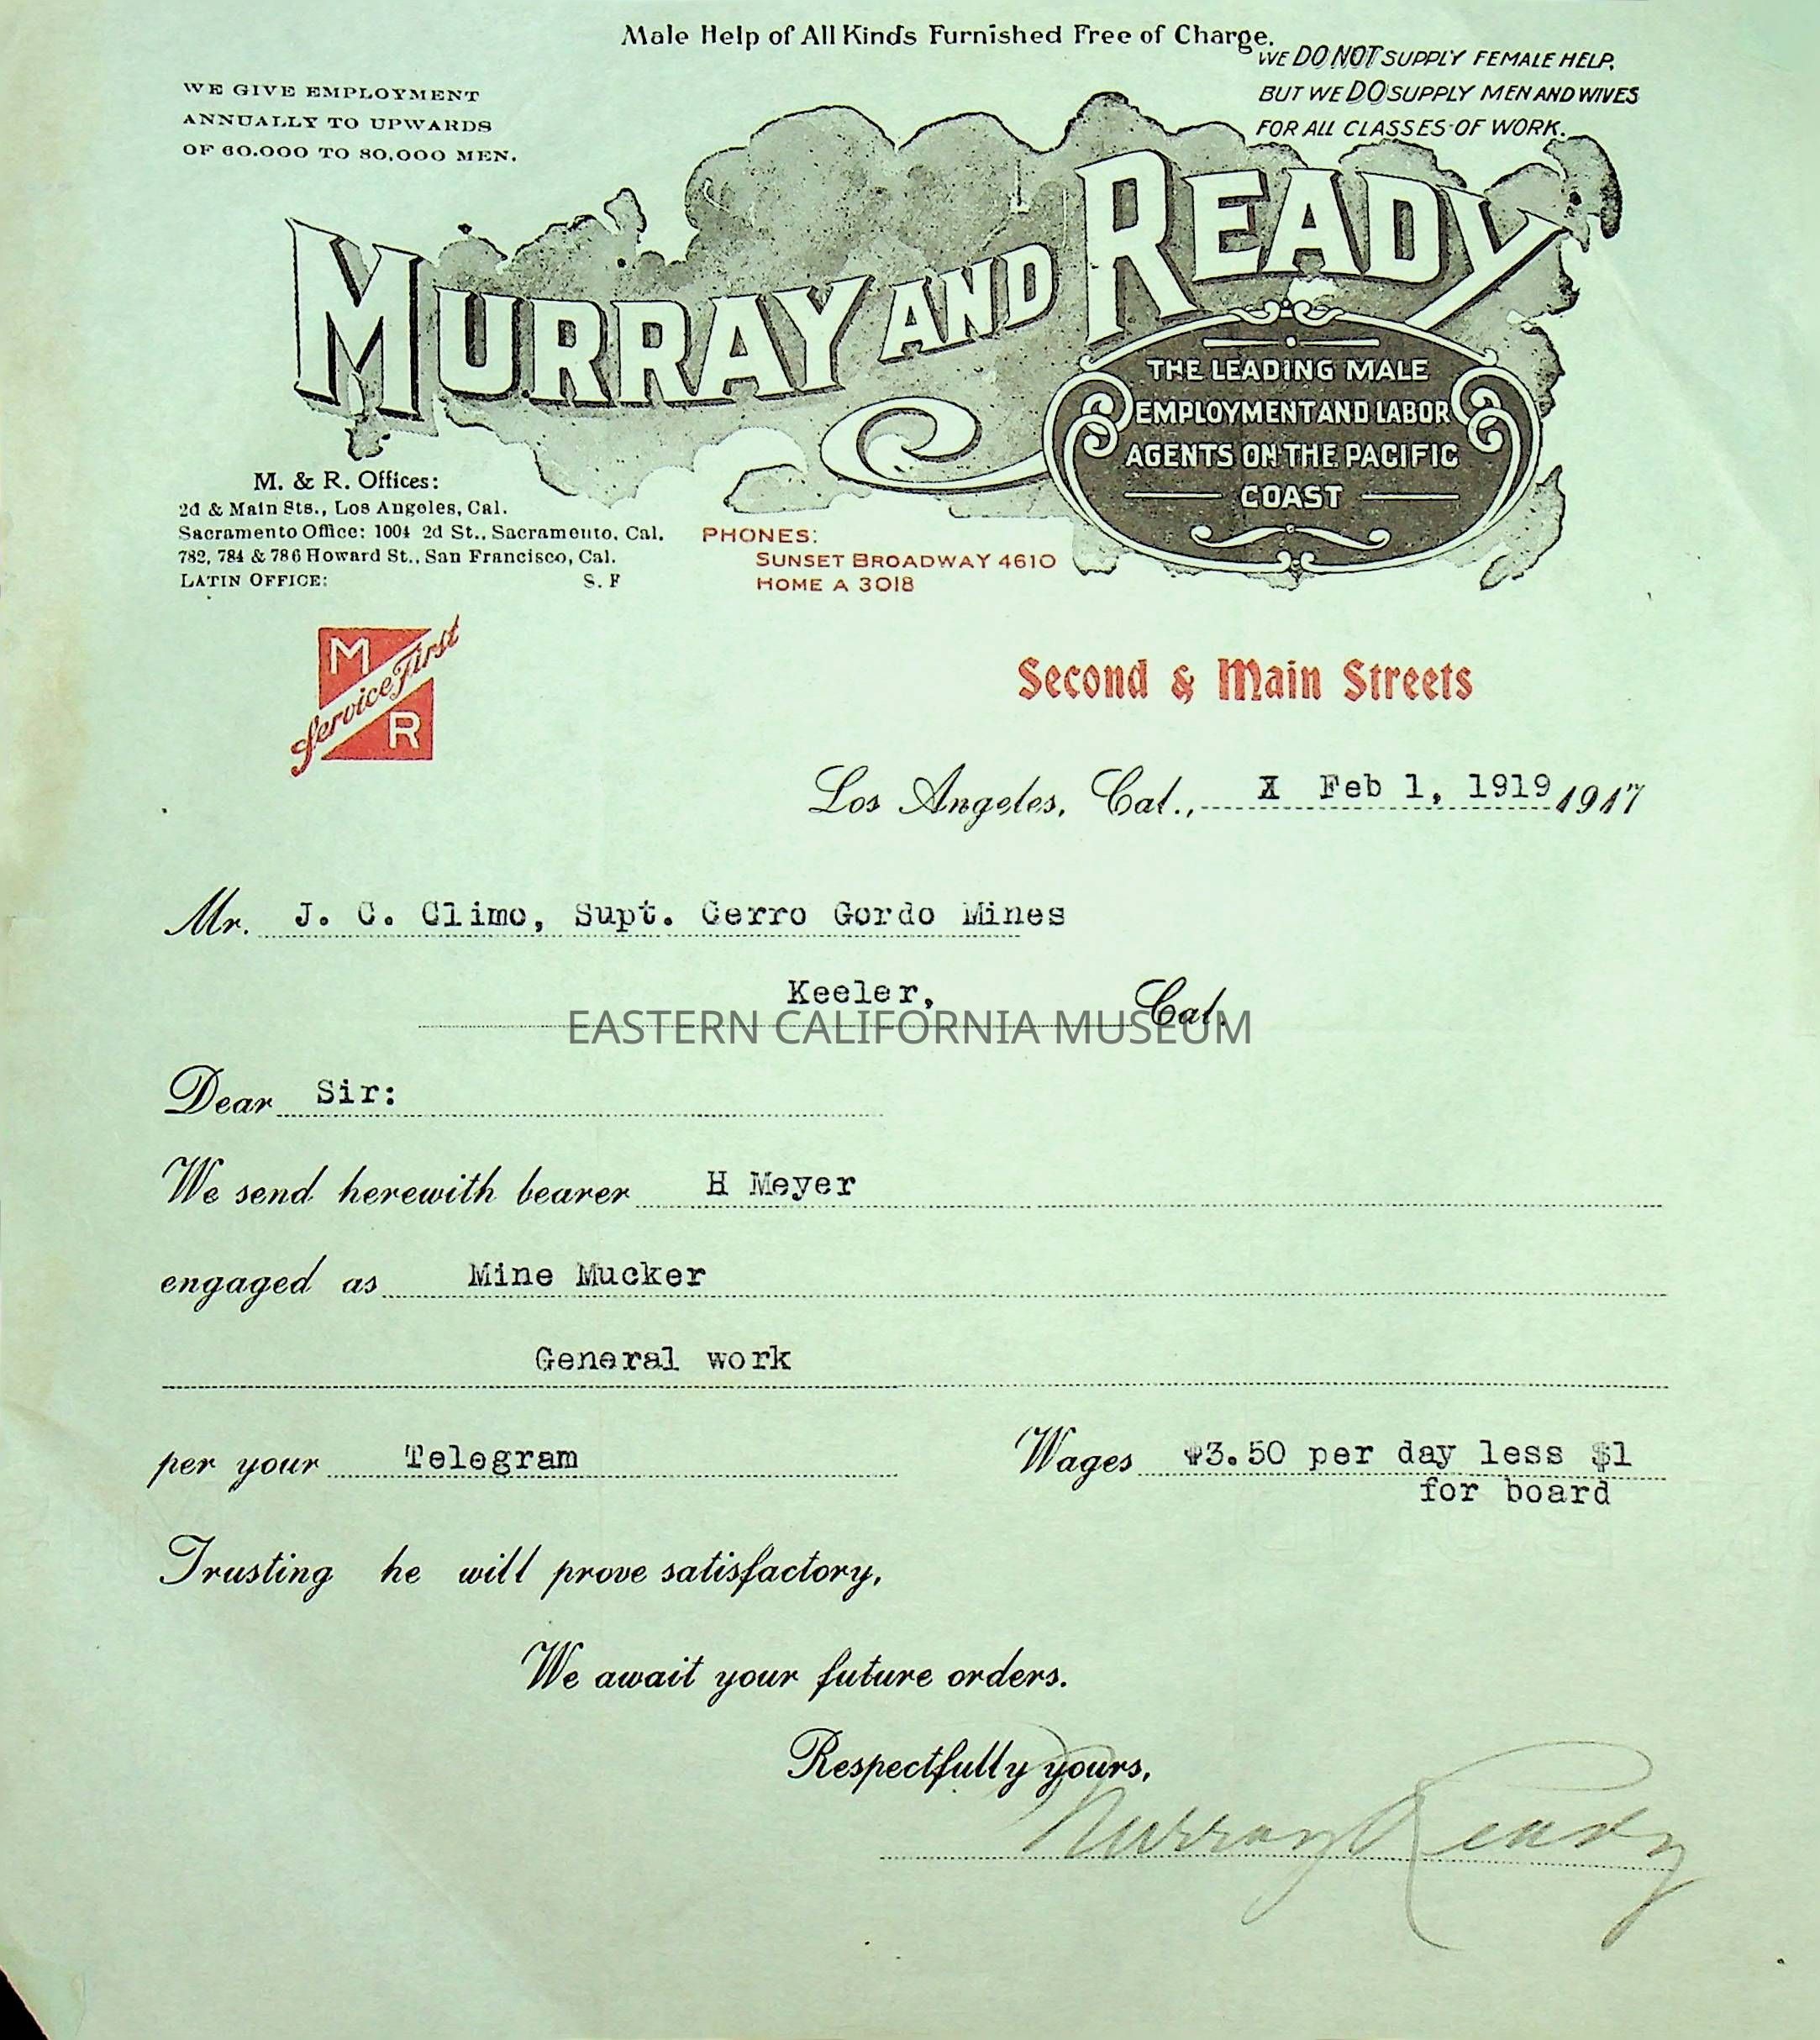 Male Help of All Kinds Furnished Free of Charge.
WE GIVE EMPLOYMENT
ANNUALLY TO UPWARDS
OF 60.000 TO 80,000 MEN.
WE DO NOT SUPPLY FEMALE HELP,
BUT WE DO SUPPLY MEN AND WIVES
FOR ALL CLASSES OF WORK.
MURRAY AND READY
THE LEADING MALE
EMPLOYMENT AND LABOR
AGENTS ON THE PACIFIC
COAST
M. & R. Offices:
2d & Main Sts., Los Angeles, Cal.
Sacramento Office: 1004 2d St., Sacramento, Cal.
782, 784 & 786 Howard St., San Francisco, Cal.
LATIN OFFICE: S. F
PHONES:
SUNSET BROADWAY 4610
HOME A 3018
M
Service First
R
Second & Main Streets
Los Angeles, Cal., X Feb 1, 1919 1917
Mr. J. C. Climo, Supt. Cerro Gordo Mines
Keeler, Cal.
EASTERN CALIFORNIA MUSEUM
Dear Sir:
We send herewith bearer H Meyer
engaged as Mine Mucker
General work
per your Telegram Wages $3.50 per day less $1
for board
Trusting he will prove satisfactory,
We await your future orders.
Respectfully yours,
Murray Ready